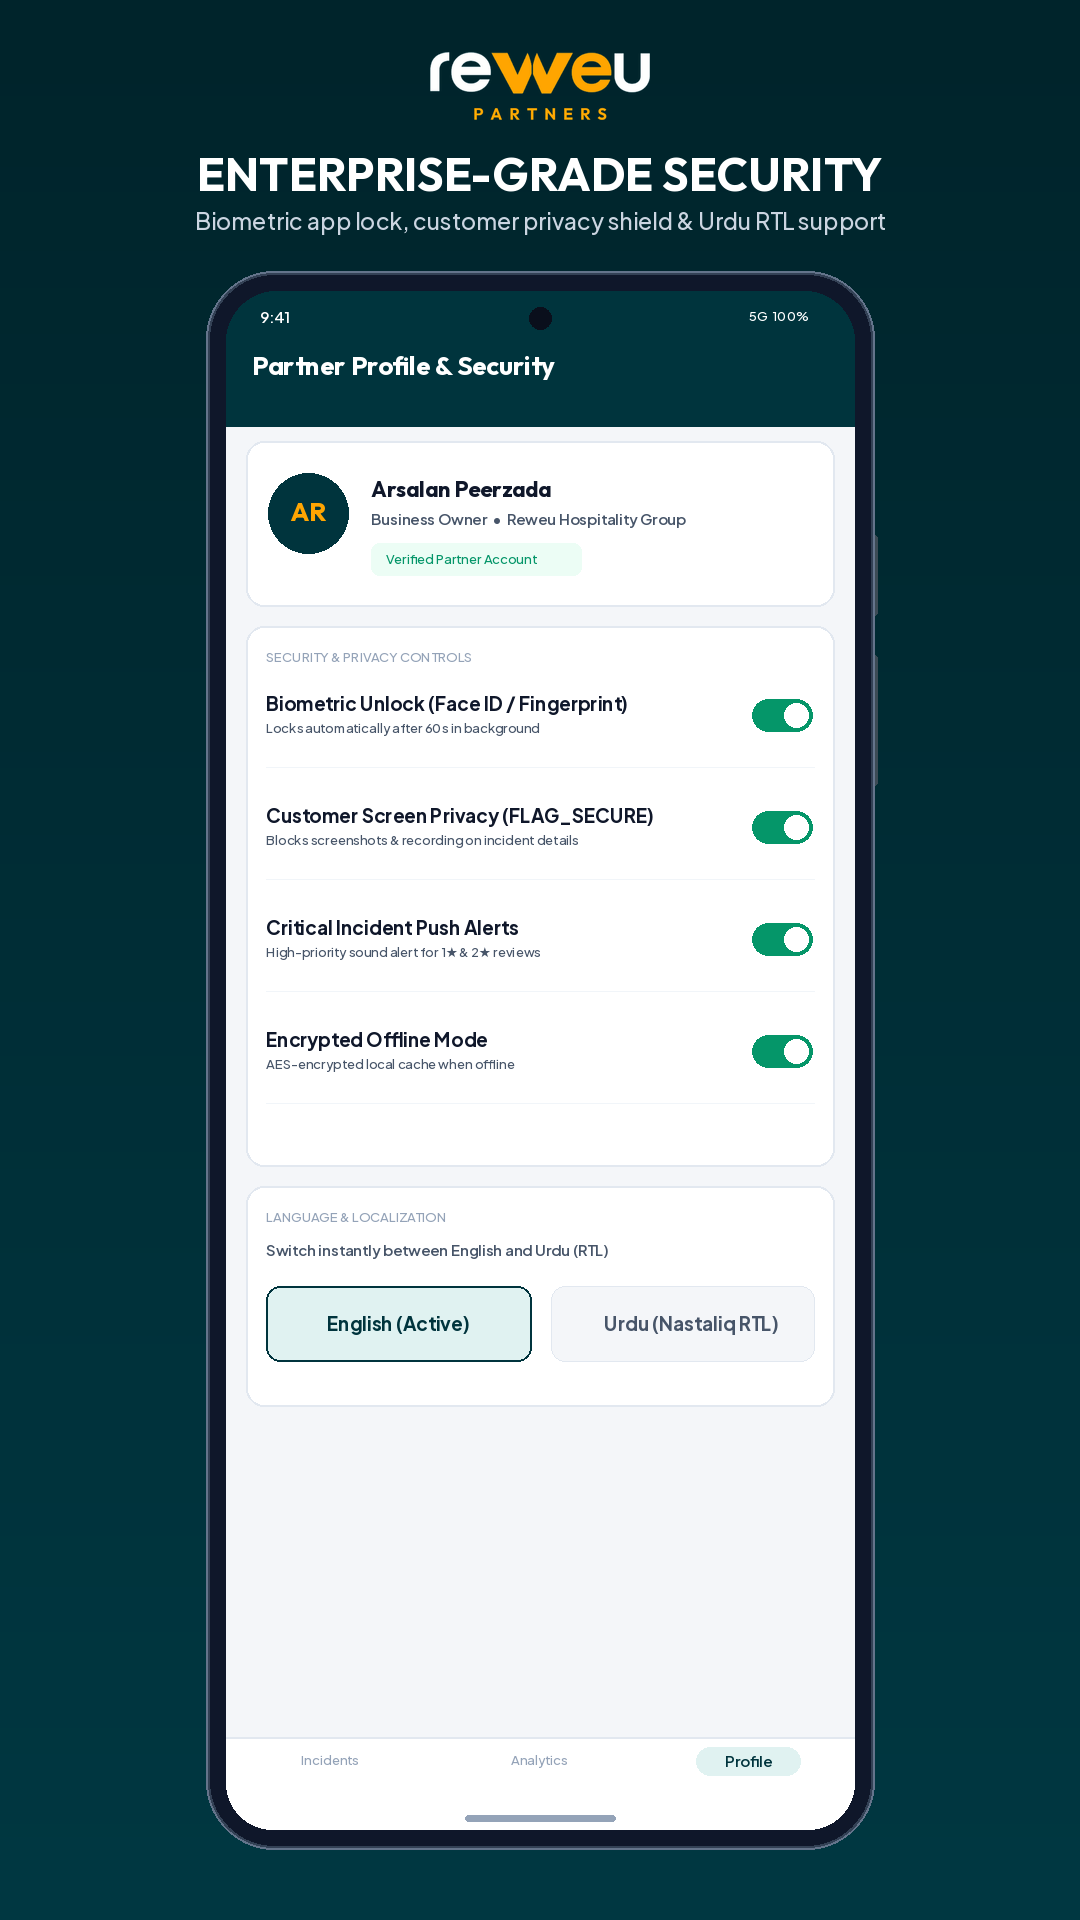 reweu
PARTNERS
ENTERPRISE-GRADE SECURITY
Biometric app lock, customer privacy shield & Urdu RTL support
9:41
5G 100%
Partner Profile & Security
AR
Arsalan Peerzada
Business Owner • Reweu Hospitality Group
Verified Partner Account
SECURITY & PRIVACY CONTROLS
Biometric Unlock (Face ID / Fingerprint)
Locks automatically after 60s in background
Customer Screen Privacy (FLAG_SECURE)
Blocks screenshots & recording on incident details
Critical Incident Push Alerts
High-priority sound alert for 1★ & 2★ reviews
Encrypted Offline Mode
AES-encrypted local cache when offline
LANGUAGE & LOCALIZATION
Switch instantly between English and Urdu (RTL)
English (Active)
Urdu (Nastaliq RTL)
Incidents
Analytics
Profile